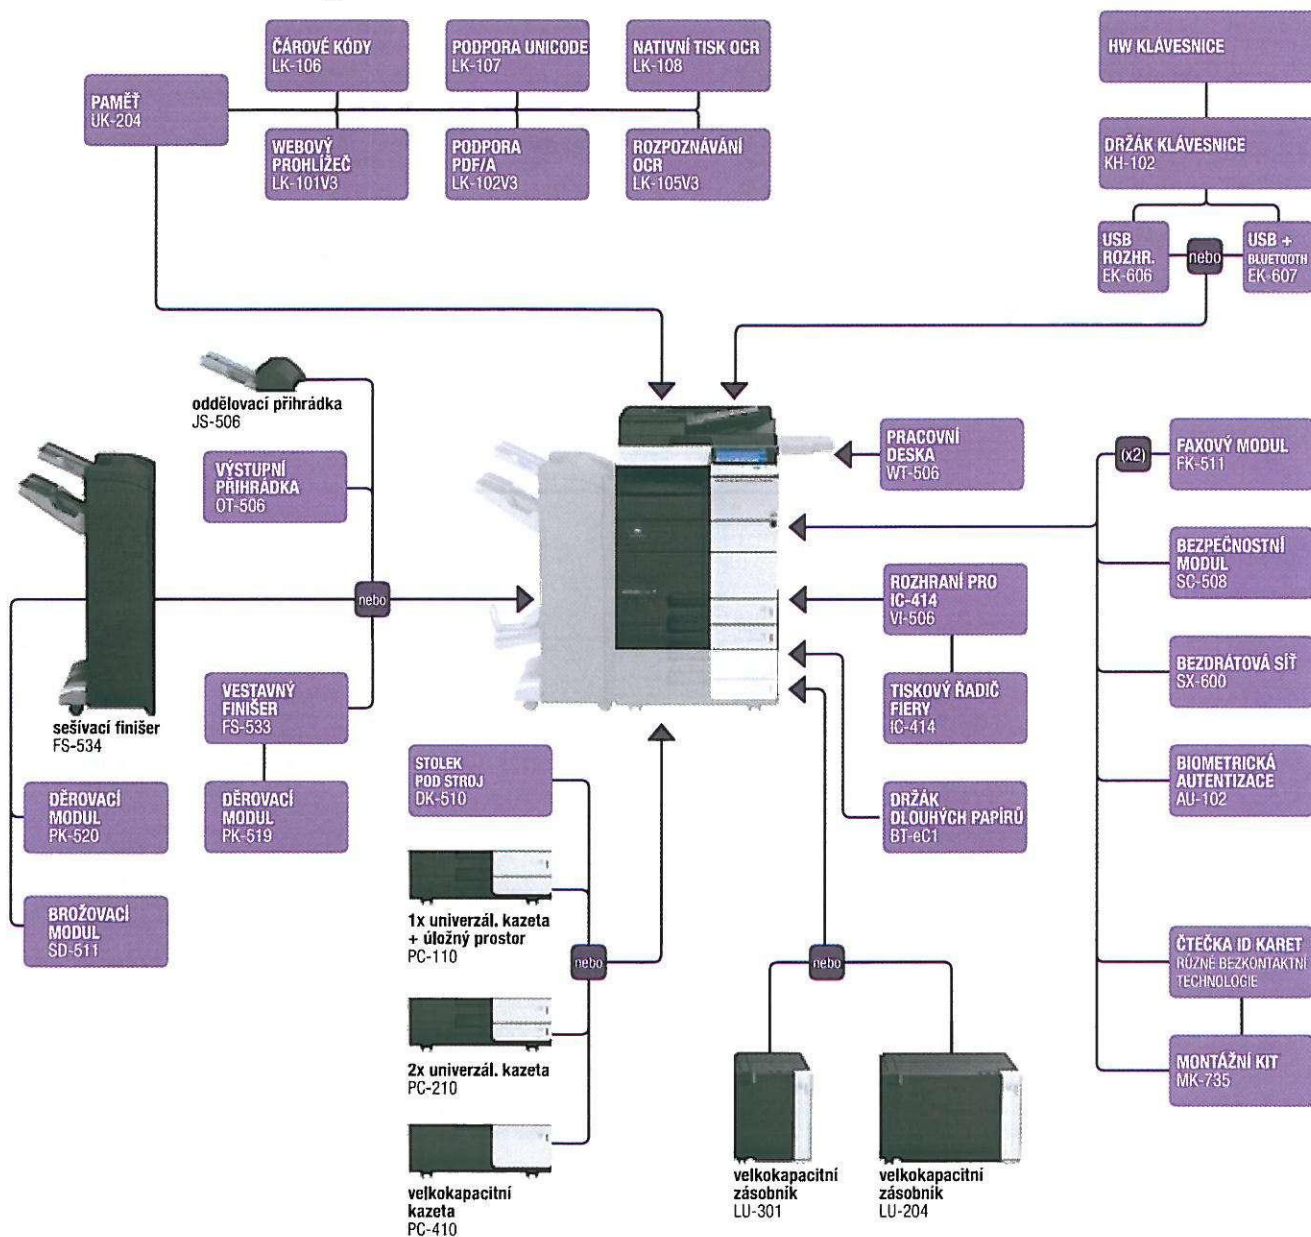 ČÁROVÉ KÓDY
LK-106
PODPORA UNICODE
LK-107
NATIVNÍ TISK OCR
LK-108
HW KLÁVESNICE
PAMĚŤ
UK-204
WEBOVÝ
PROHLÍŽEČ
LK-101V3
PODPORA
PDF/A
LK-102V3
ROZPOZNÁVÁNÍ
OCR
LK-105V3
DRŽÁK KLÁVESNICE
KH-102
USB
ROZHR.
EK-606
nebo
USB +
BLUETOOTH
EK-607
oddělovací přihrádka
JS-506
VÝSTUPNÍ
PŘIHRÁDKA
OT-506
nebo
sešívací finišer
FS-534
VESTAVNÝ
FINIŠER
FS-533
DĚROVACÍ
MODUL
PK-520
DĚROVACÍ
MODUL
PK-519
BROŽOVACÍ
MODUL
SD-511
PRACOVNÍ
DESKA
WT-506
ROZHRANÍ PRO
IC-414
VI-506
TISKOVÝ ŘADIČ
FIERY
IC-414
DRŽÁK
DLOUHÝCH PAPÍRŮ
BT-eC1
(x2)
FAXOVÝ MODUL
FK-511
BEZPEČNOSTNÍ
MODUL
SC-508
BEZDRÁTOVÁ SÍŤ
SX-600
BIOMETRICKÁ
AUTENTIZACE
AU-102
ČTEČKA ID KARET
RŮZNÉ BEZKONTAKTNÍ
TECHNOLOGIE
MONTÁŽNÍ KIT
MK-735
STOLEK
POD STROJ
DK-510
1x univerzál. kazeta
+ úložný prostor
PC-110
nebo
2x univerzál. kazeta
PC-210
velkokapacitní
kazeta
PC-410
nebo
velkokapacitní
zásobník
LU-301
velkokapacitní
zásobník
LU-204